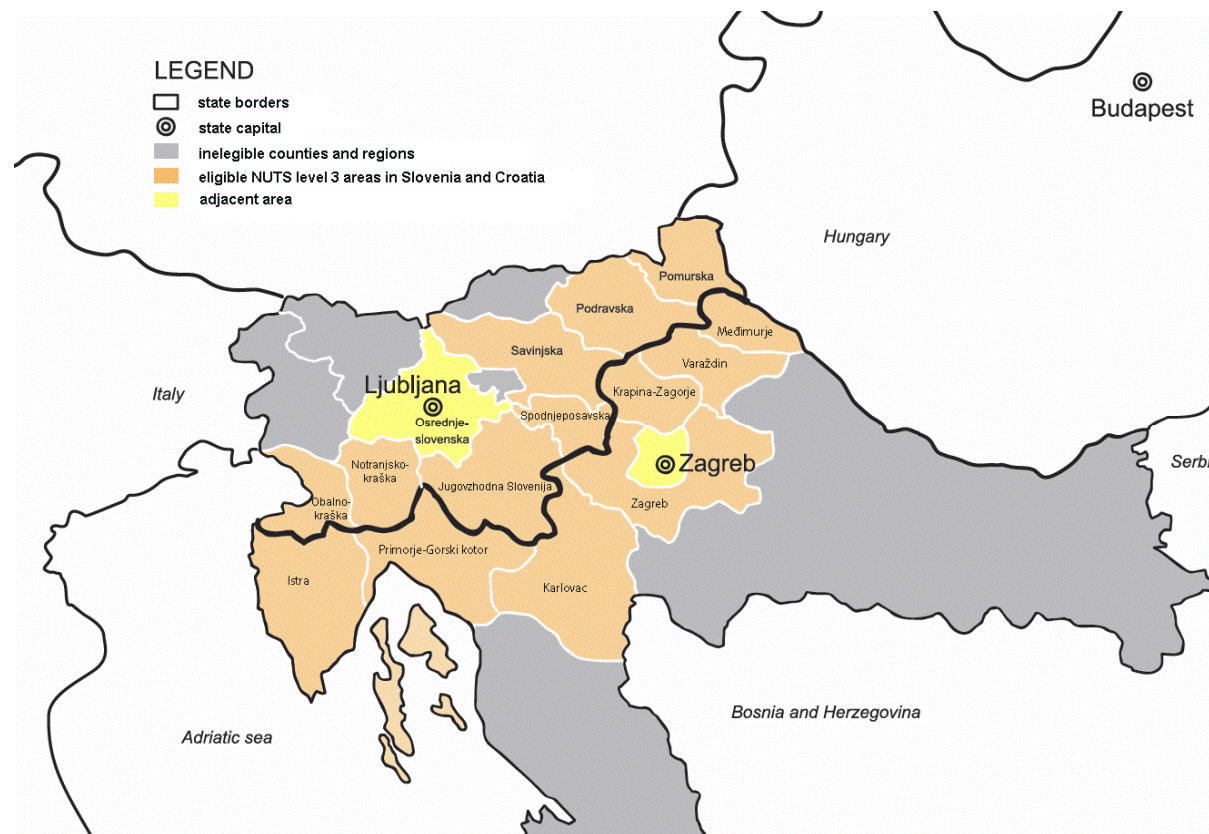 LEGEND
state borders
state capital
inelegible counties and regions
eligible NUTS level 3 areas in Slovenia and Croatia
adjacent area
Budapest
Hungary
Pomurska
Podravska
Međimurje
Savinjska
Varaždin
Italy
Ljubljana
Krapina-Zagorje
Spodnjeposavska
Osrednje-
slovenska
Notranjsko-
kraška
Zagreb
Serbi
Jugovzhodna Slovenija
Obalno-
kraška
Zagreb
Primorje-Gorski kotor
Istra
Karlovac
Bosnia and Herzegovina
Adriatic sea